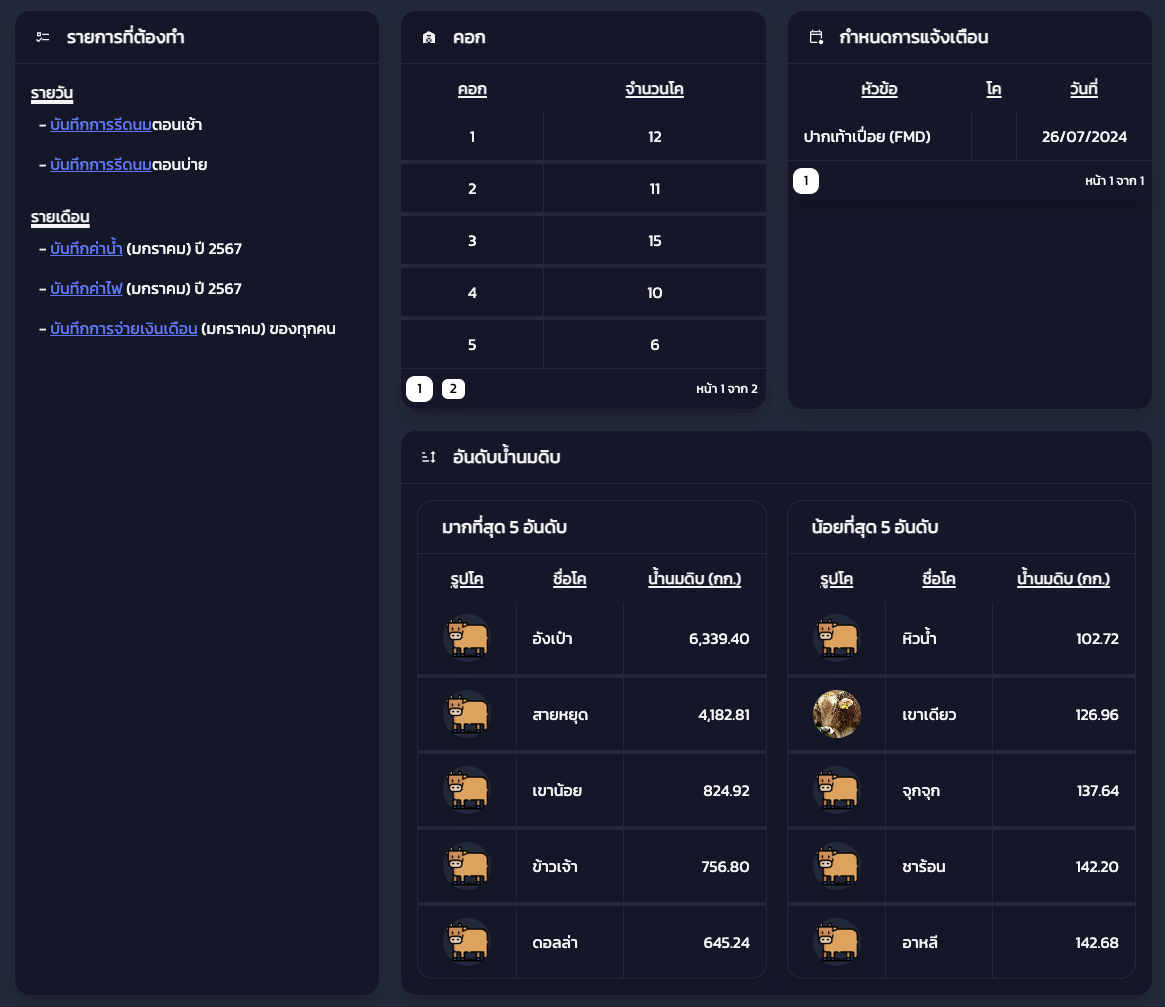 รายการที่ต้องทำ
รายวัน
- บันทึกการรีดนมตอนเช้า
- บันทึกการรีดนมตอนบ่าย
รายเดือน
- บันทึกค่าน้ำ (มกราคม) ปี 2567
- บันทึกค่าไฟ (มกราคม) ปี 2567
- บันทึกการจ่ายเงินเดือน (มกราคม) ของทุกคน
คอก
คอก จำนวนโค
1 12
2 11
3 15
4 10
5 6
1 2 หน้า 1 จาก 2
กำหนดการแจ้งเตือน
หัวข้อ โค วันที่
ปากเท้าเปื่อย (FMD) 26/07/2024
1 หน้า 1 จาก 1
อันดับน้ำนมดิบ
มากที่สุด 5 อันดับ
รูปโค ชื่อโค น้ำนมดิบ (กก.)
อังเปา 6,339.40
สายหยุด 4,182.81
เขาน้อย 824.92
ข้าวเจ้า 756.80
ดอลล่า 645.24
น้อยที่สุด 5 อันดับ
รูปโค ชื่อโค น้ำนมดิบ (กก.)
หิวน้ำ 102.72
เขาเดียว 126.96
จุกจุก 137.64
ชาร้อน 142.20
อาหลี 142.68